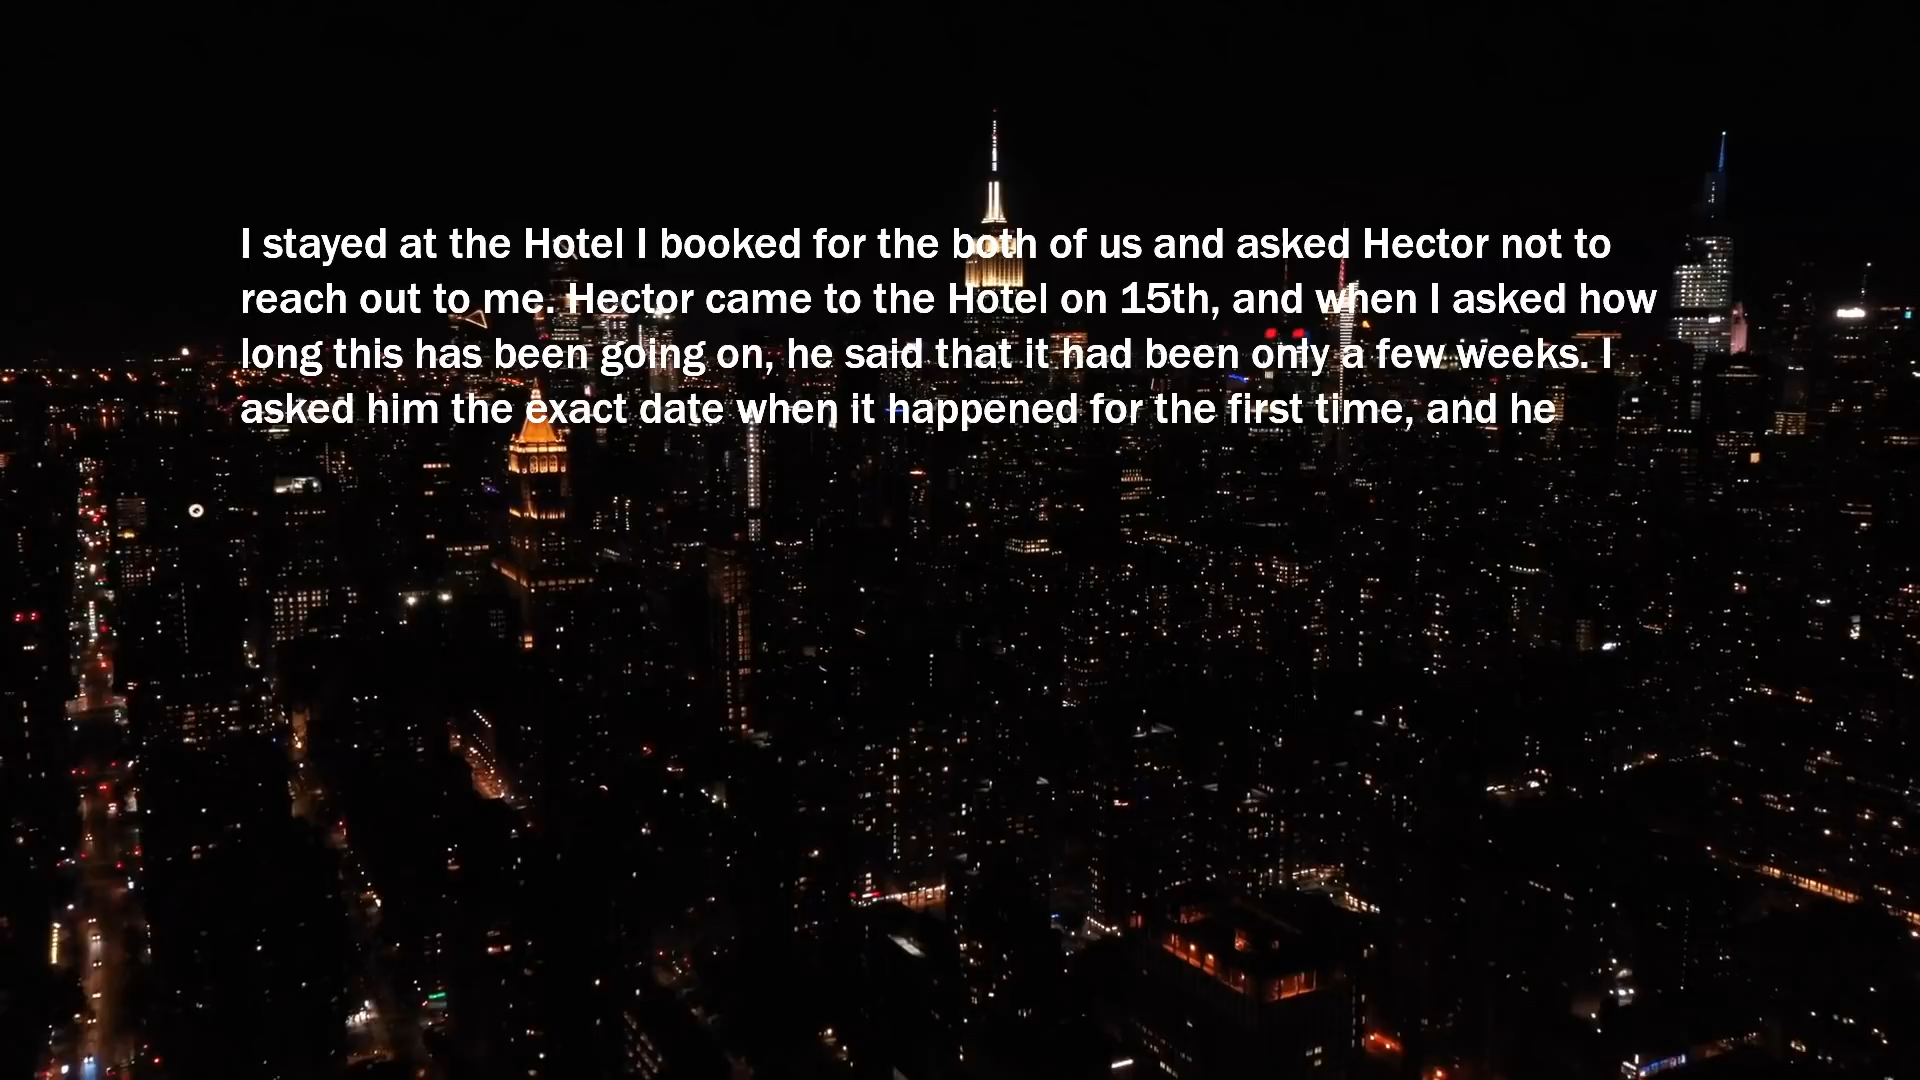 I stayed at the Hotel I booked for the both of us and asked Hector not to
reach out to me. Hector came to the Hotel on 15th, and when I asked how
long this has been going on, he said that it had been only a few weeks. I
asked him the exact date when it happened for the first time, and he